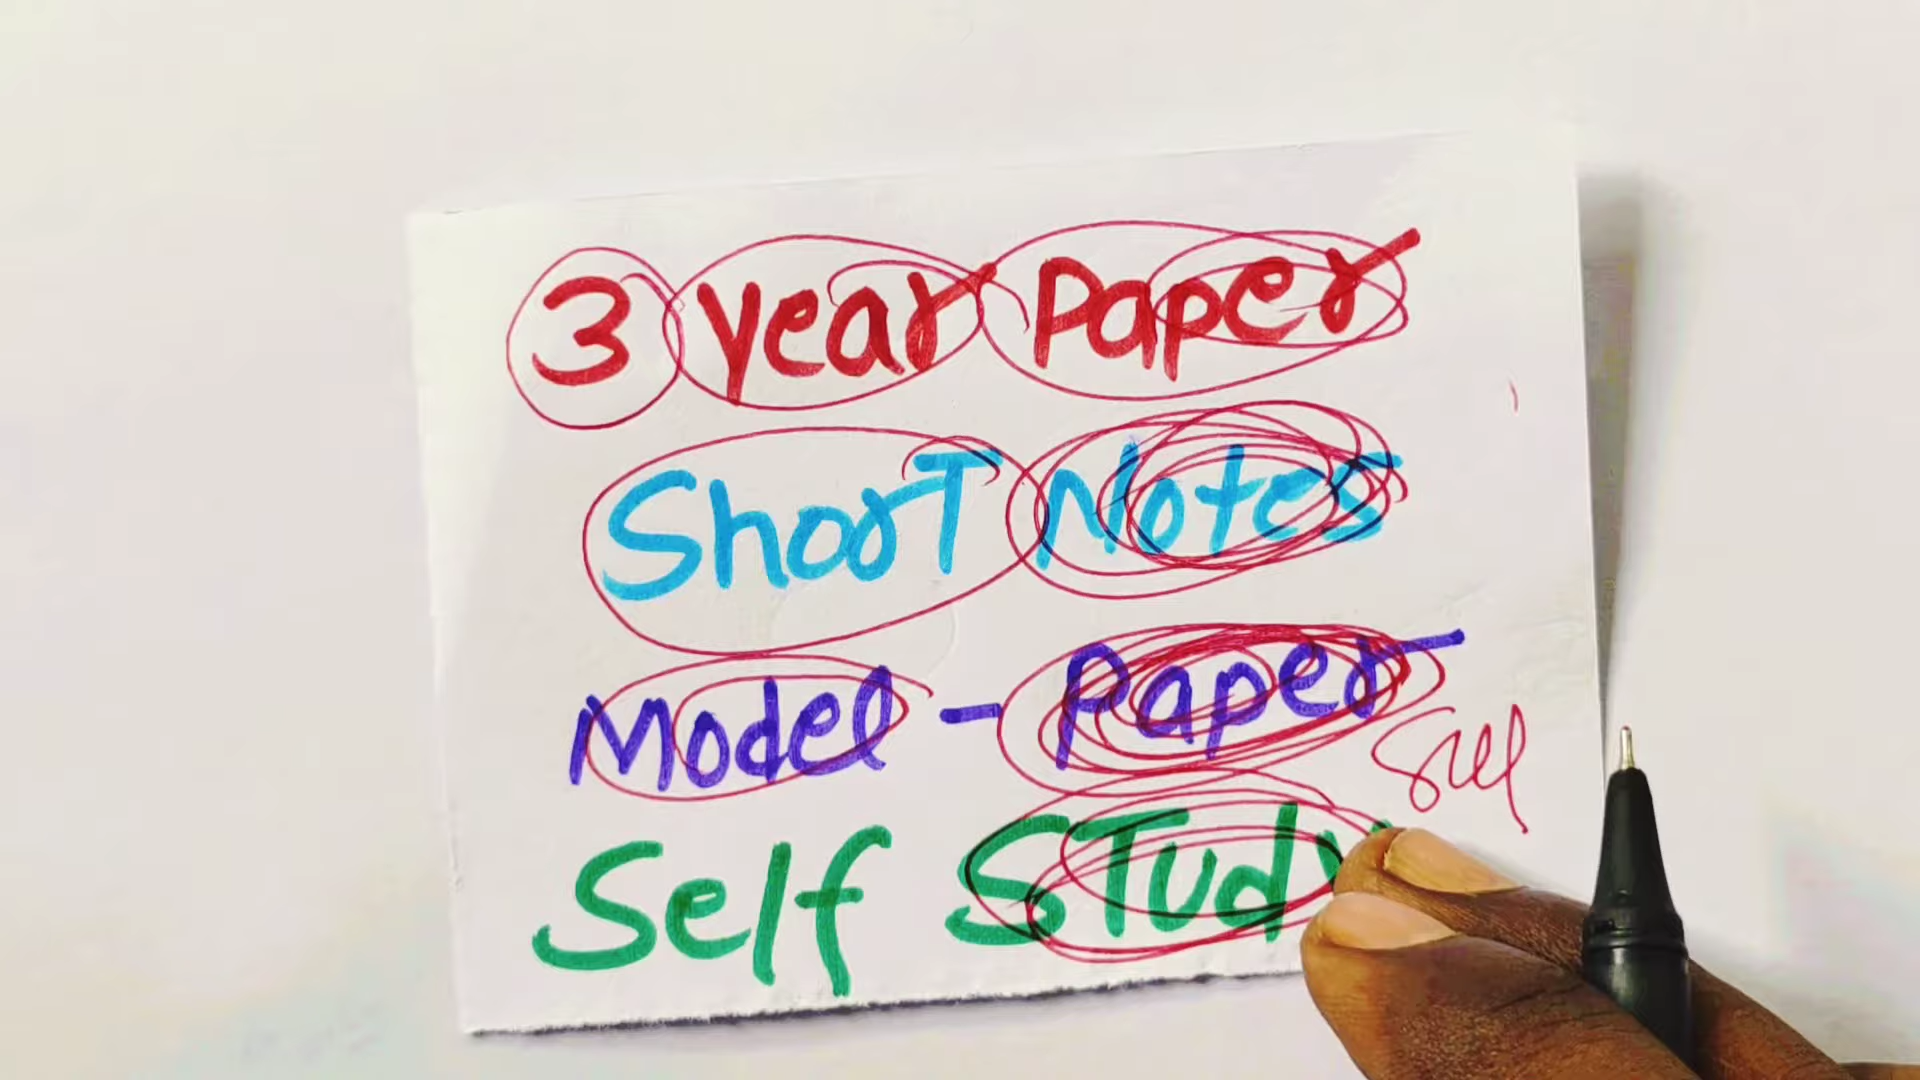 3 year Paper
Short Notes
Model - Paper
Self Study